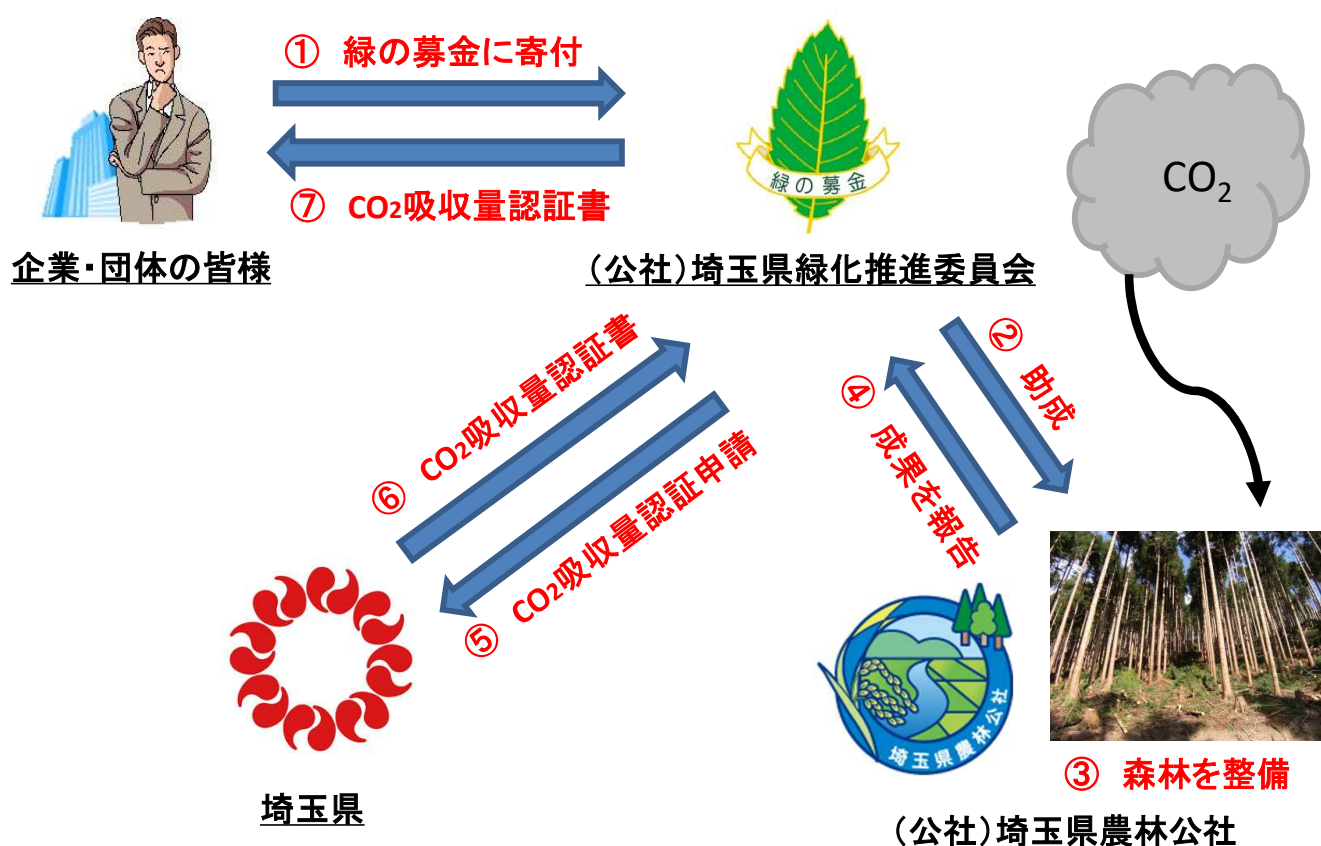 ① 緑の募金に寄付
緑の募金
CO2
⑦ CO2吸収量認証書
企業・団体の皆様
(公社)埼玉県緑化推進委員会
② 助成
④ 成果を報告
⑥ CO2吸収量認証書
⑤ CO2吸収量認証申請
埼玉県農林公社
③ 森林を整備
埼玉県
(公社)埼玉県農林公社